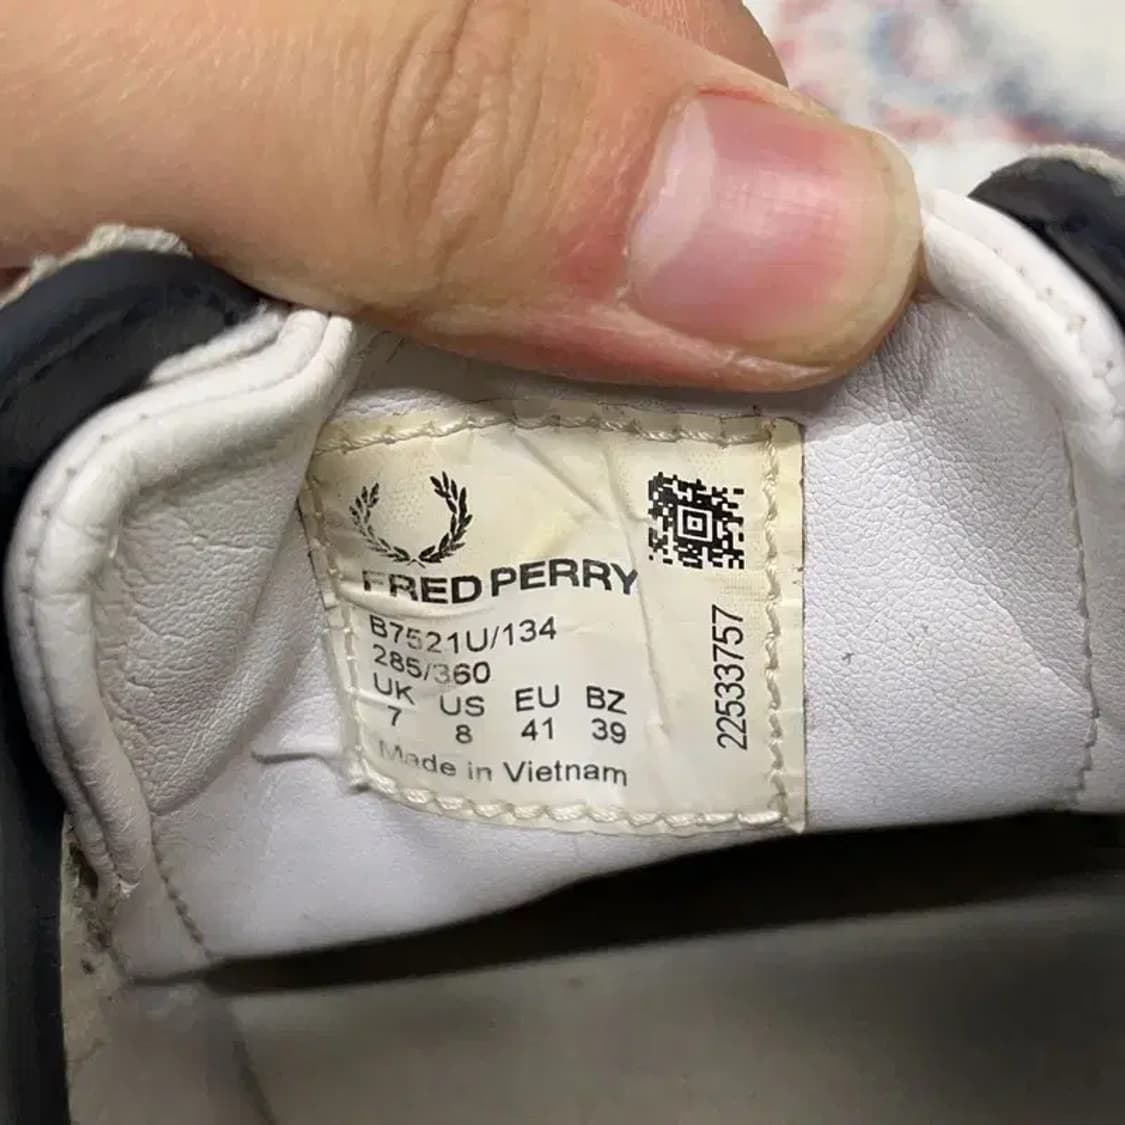 FRED PERRY
B7521U/134
285/360
UK US EU BZ
7 8 41 39
Made in Vietnam
22533757